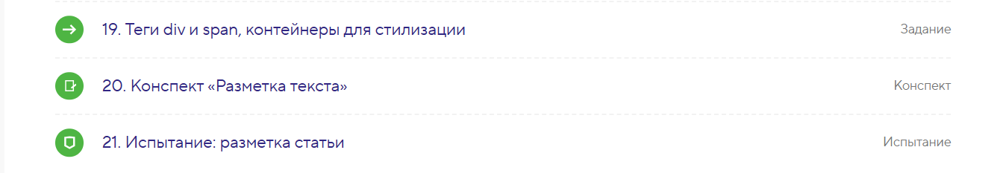 19. Теги div и span, контейнеры для стилизации Задание
20. Конспект «Разметка текста» Конспект
21. Испытание: разметка статьи Испытание